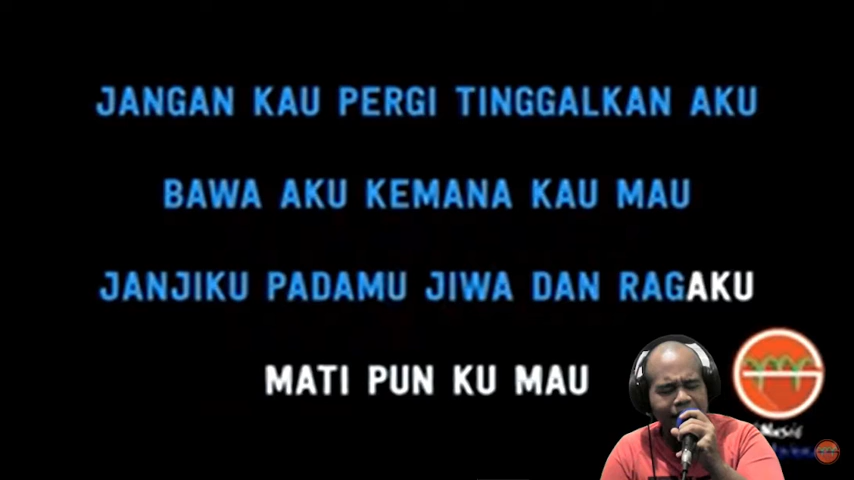 JANGAN KAU PERGI TINGGALKAN AKU
BAWA AKU KEMANA KAU MAU
JANJIKU PADAMU JIWA DAN RAGAKU
MATI PUN KU MAU
Music